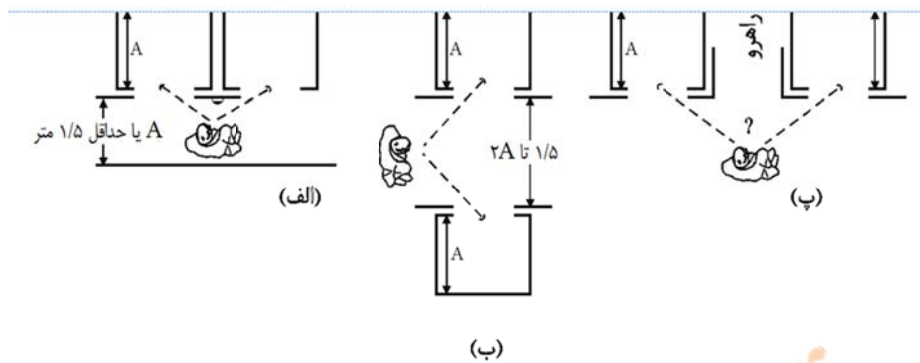 A
A یا حداقل ۱/۵ متر
(الف)
A
۱/۵ تا ۲A
A
(ب)
A
راهرو
?
(پ)